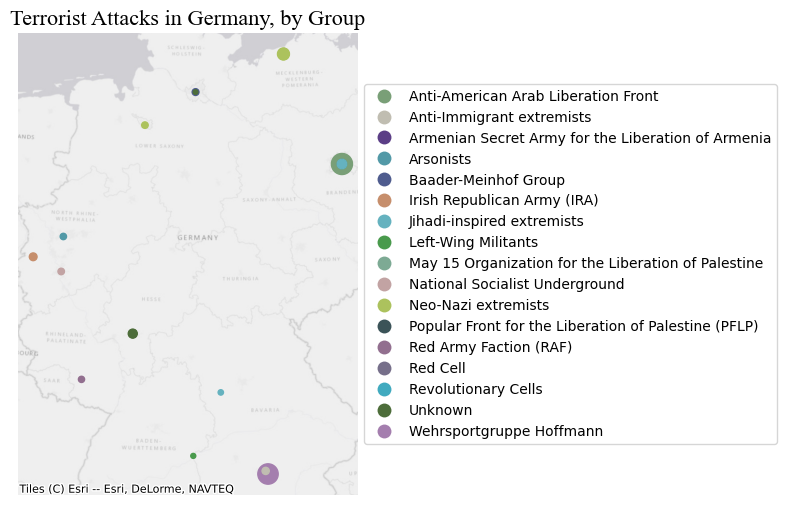 Terrorist Attacks in Germany, by Group
SCHLESWIG-
HOLSTEIN
MECKLENBURG-
WESTERN
POMERANIA
ANDS
LOWER SAXONY
BRANDEN
SAXONY-ANHALT
NORTH RHINE-
WESTPHALIA
GERMANY
SAXONY
THURINGIA
HESSE
RHINELAND-
PALATINATE
BOURG
SAAR
BAVARIA
BADEN-
WURTTEMBERG
Tiles (C) Esri -- Esri, DeLorme, NAVTEQ
Anti-American Arab Liberation Front
Anti-Immigrant extremists
Armenian Secret Army for the Liberation of Armenia
Arsonists
Baader-Meinhof Group
Irish Republican Army (IRA)
Jihadi-inspired extremists
Left-Wing Militants
May 15 Organization for the Liberation of Palestine
National Socialist Underground
Neo-Nazi extremists
Popular Front for the Liberation of Palestine (PFLP)
Red Army Faction (RAF)
Red Cell
Revolutionary Cells
Unknown
Wehrsportgruppe Hoffmann